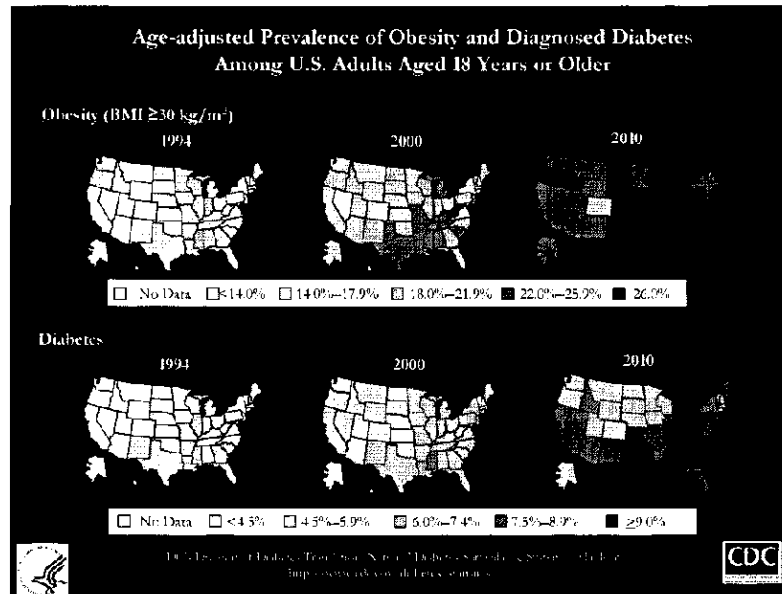 Age-adjusted Prevalence of Obesity and Diagnosed Diabetes
Among U.S. Adults Aged 18 Years or Older
Obesity (BMI ≥30 kg/m²)
1994 2000 2010
No Data <14.0% 14.0%–17.9% 18.0%–21.9% 22.0%–25.9% 26.0%
Diabetes
1994 2000 2010
No Data <4.5% 4.5%–5.9% 6.0%–7.4% 7.5%–8.9% ≥9.0%
CDC